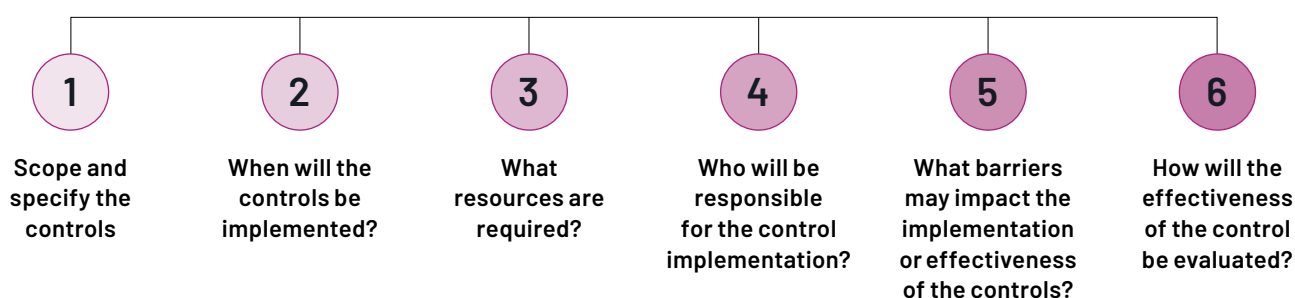 1
Scope and
specify the
controls
2
When will the
controls be
implemented?
3
What
resources are
required?
4
Who will be
responsible
for the control
implementation?
5
What barriers
may impact the
implementation
or effectiveness
of the controls?
6
How will the
effectiveness
of the control
be evaluated?